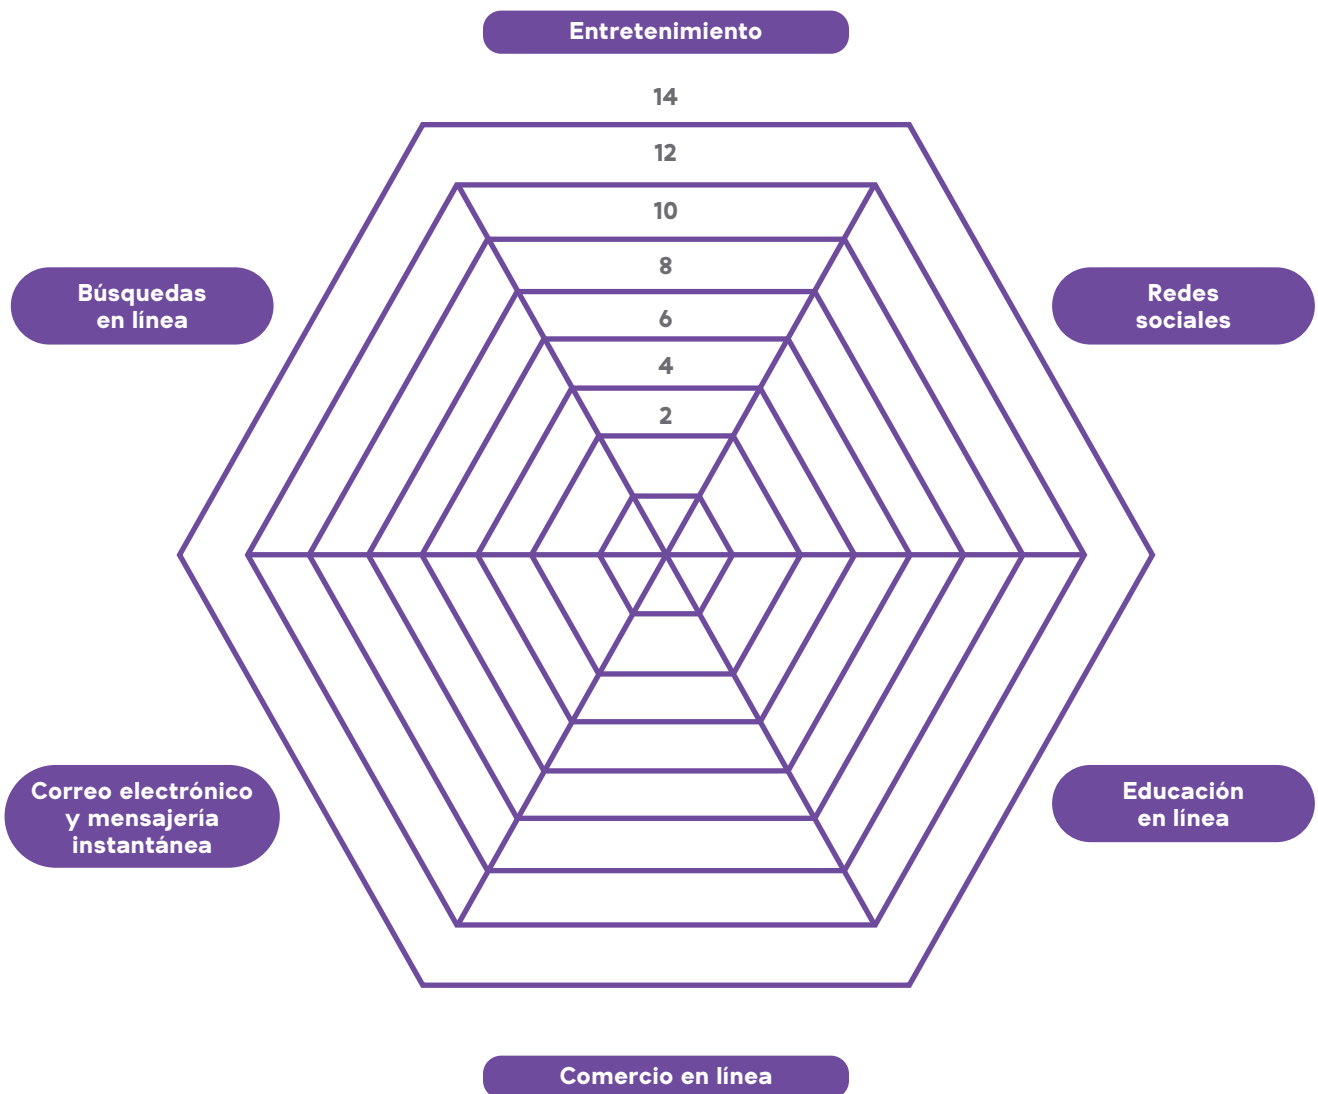 Entretenimiento
14
12
10
8
6
4
2
Búsquedas
en línea
Redes
sociales
Correo electrónico
y mensajería
instantánea
Educación
en línea
Comercio en línea